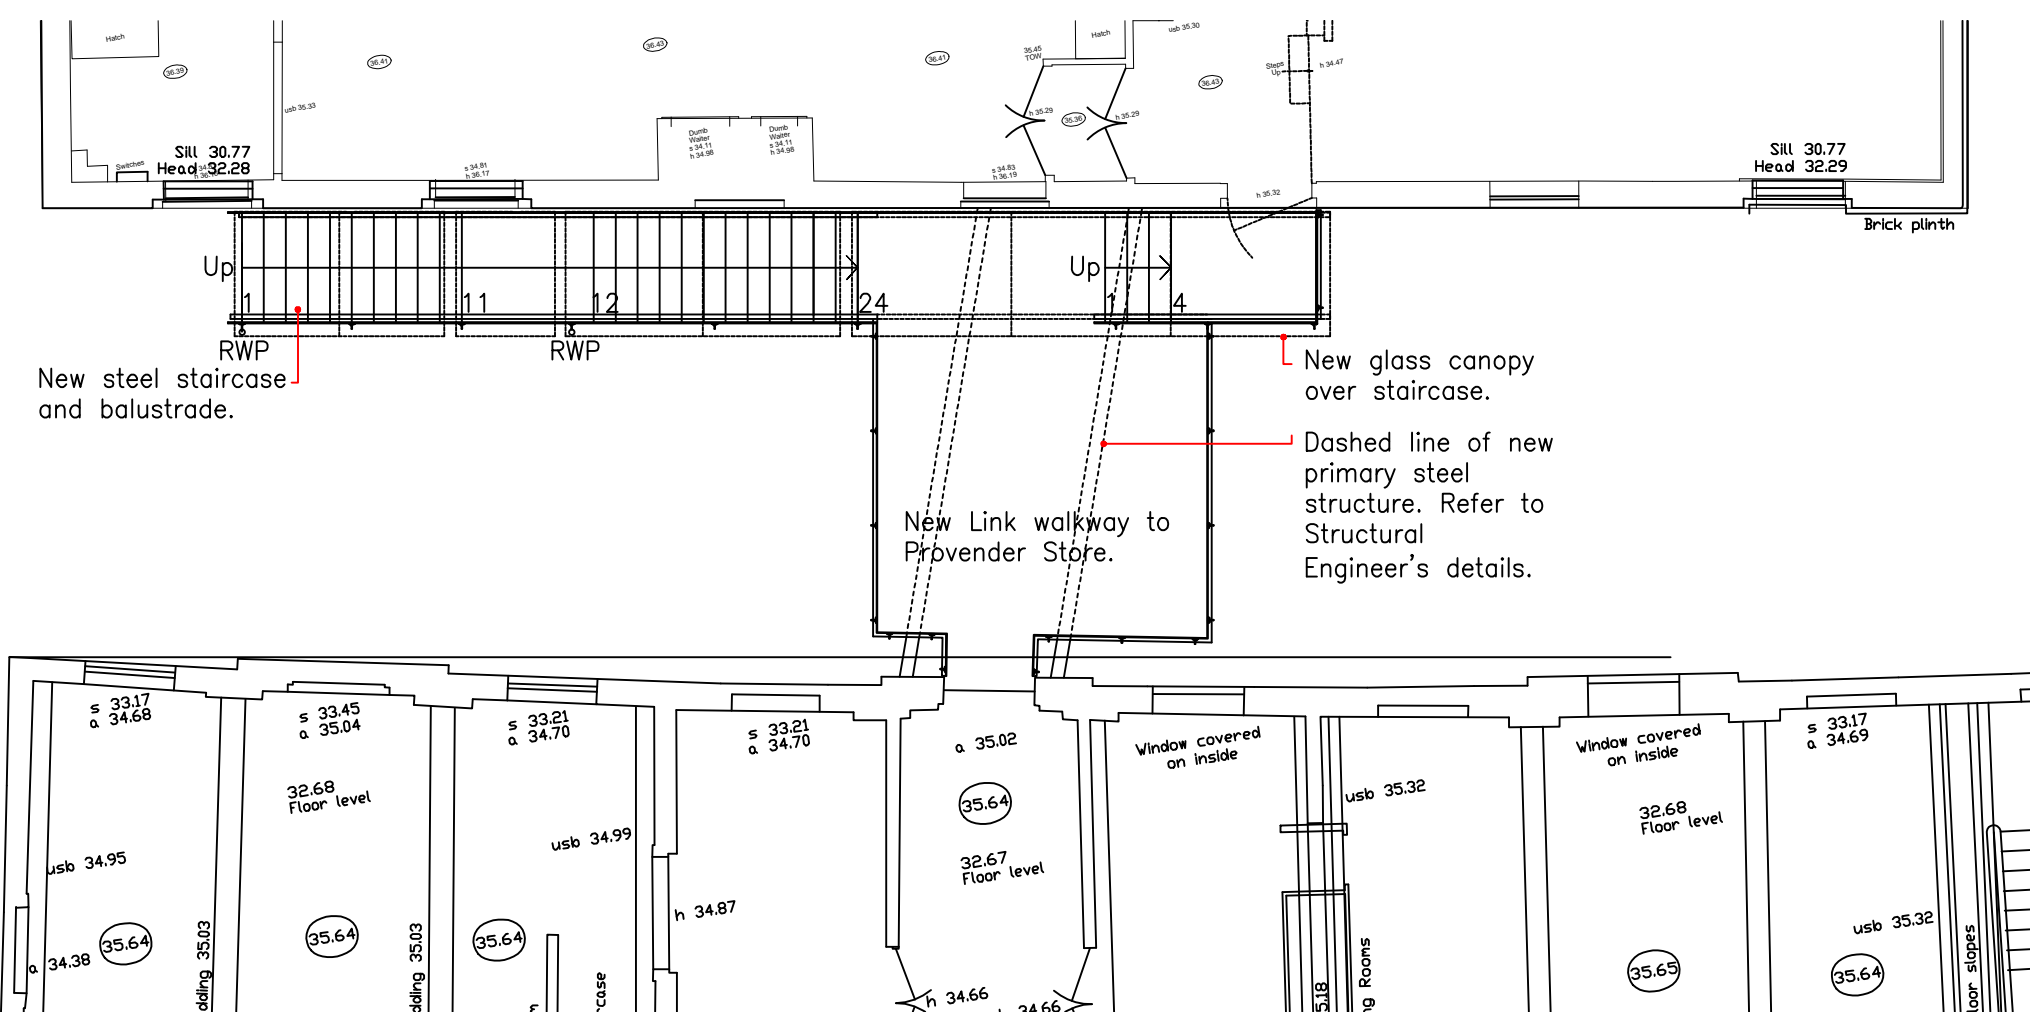 Hatch
36.39
36.41
36.43
36.41
35.45
TOW
Hatch
usb 35.30
Steps
Up
h 34.47
36.43
usb 35.33
h 35.29
35.36
h 35.29
Dumb
Waiter
s 34.11
h 34.98
Dumb
Waiter
s 34.11
h 34.98
Switches
Sill 30.77
Head 32.28
s 34.81
h 36.17
s 34.83
h 36.19
h 35.32
Sill 30.77
Head 32.29
Brick plinth
Up
1
11
12
24
Up
1
4
RWP
RWP
New steel staircase
and balustrade.
New glass canopy
over staircase.
Dashed line of new
primary steel
structure. Refer to
Structural
Engineer's details.
New Link walkway to
Provender Store.
s 33.17
a 34.68
s 33.45
a 35.04
s 33.21
a 34.70
s 33.21
a 34.70
a 35.02
Window covered
on inside
Window covered
on inside
s 33.17
a 34.69
32.68
Floor level
35.64
usb 35.32
32.68
Floor level
usb 34.99
usb 34.95
32.67
Floor level
h 34.87
35.64
35.64
35.64
a 34.38
dding 35.03
dding 35.03
rcase
h 34.66
34.66
5.18
ng Rooms
35.65
usb 35.32
35.64
loor slopes